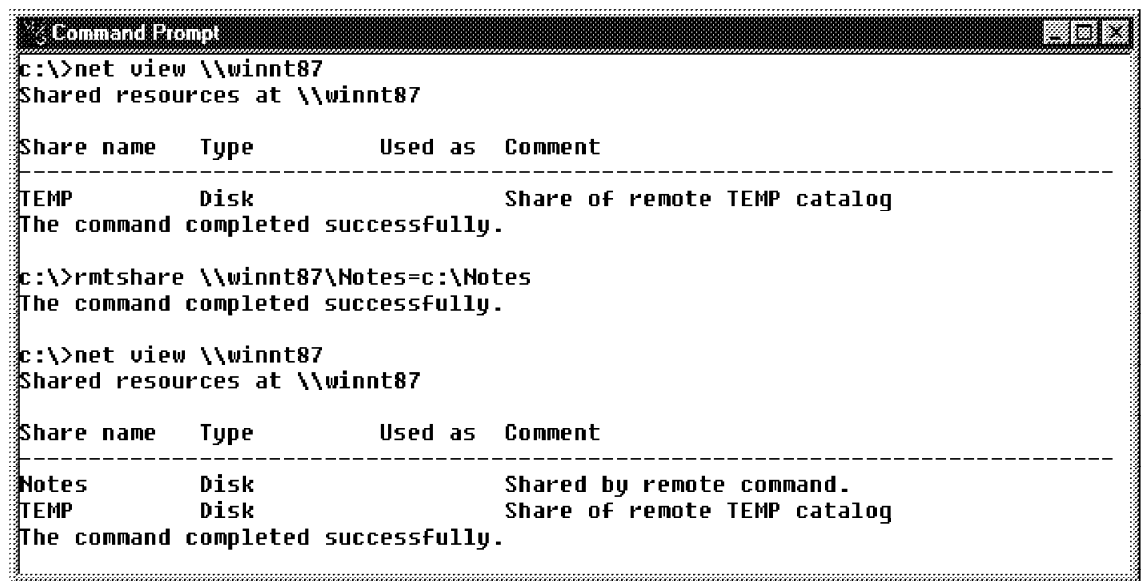 Command Prompt
c:\>net view \\winnt87
Shared resources at \\winnt87
Share name   Type         Used as  Comment
-------------------------------------------------------------------------------
TEMP         Disk                  Share of remote TEMP catalog
The command completed successfully.
c:\>rmtshare \\winnt87\Notes=c:\Notes
The command completed successfully.
c:\>net view \\winnt87
Shared resources at \\winnt87
Share name   Type         Used as  Comment
-------------------------------------------------------------------------------
Notes        Disk                  Shared by remote command.
TEMP         Disk                  Share of remote TEMP catalog
The command completed successfully.